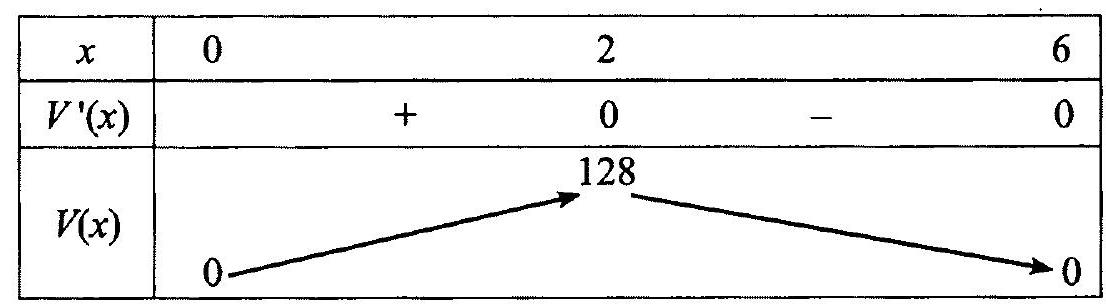 x 0 2 6
V'(x) + 0 – 0
128
V(x)
0 0